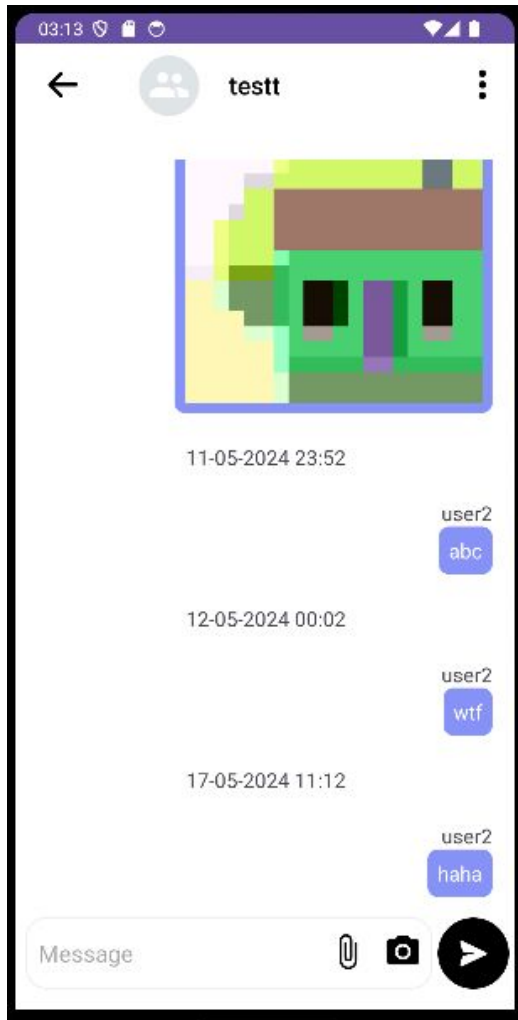 03:13
testt
11-05-2024 23:52
user2
abc
12-05-2024 00:02
user2
wtf
17-05-2024 11:12
user2
haha
Message